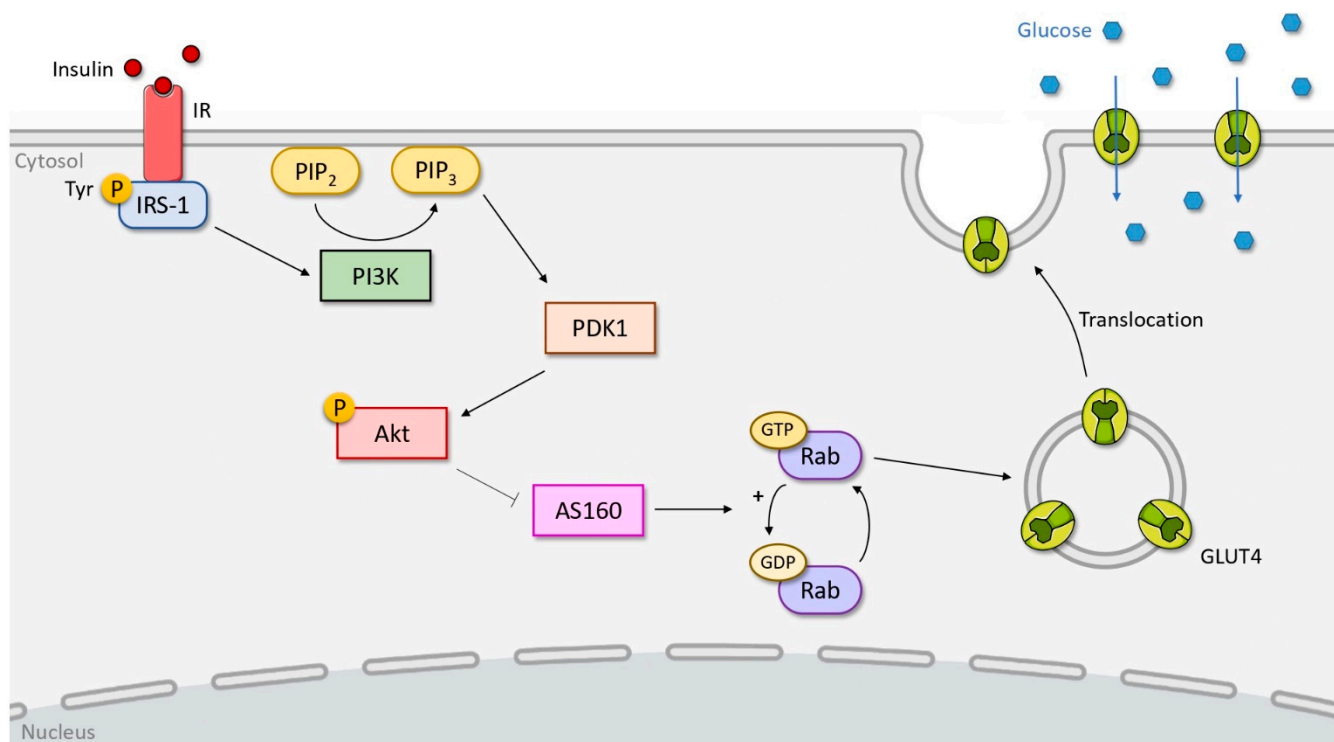 Glucose
Insulin
IR
Cytosol
Tyr
P
IRS-1
PIP2
PIP3
PI3K
PDK1
Translocation
P
Akt
GTP
Rab
+
AS160
GDP
Rab
GLUT4
Nucleus